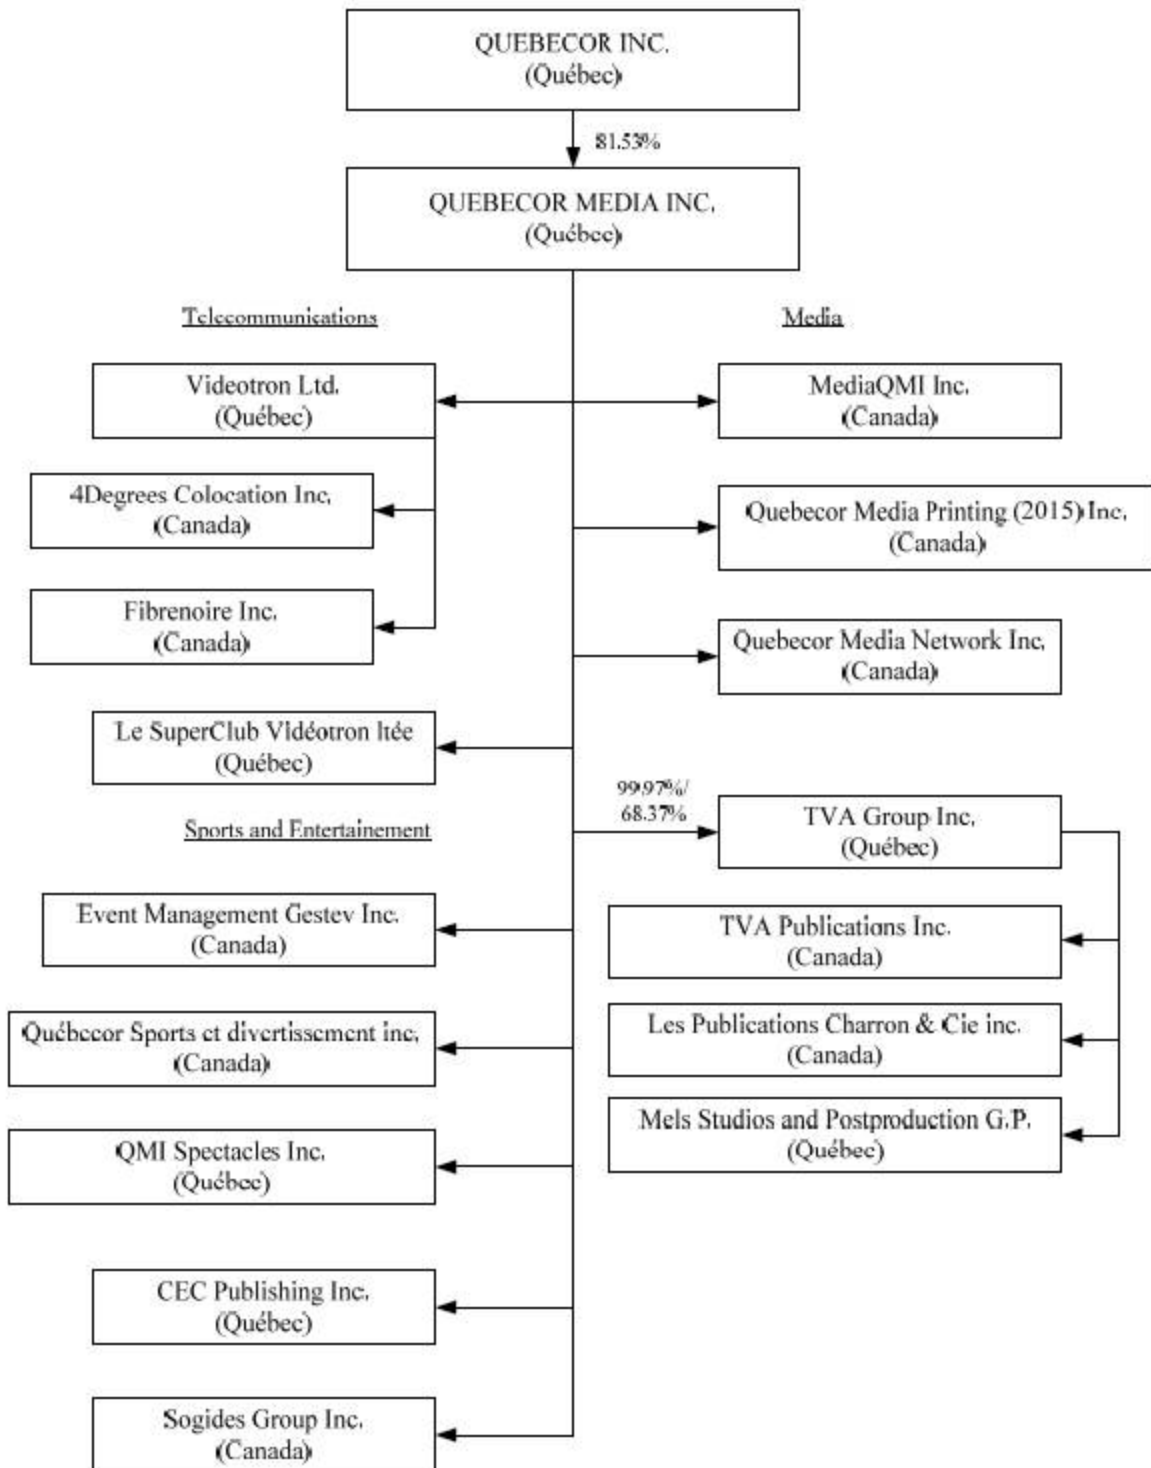 QUEBECOR INC.
(Québec)
81.53%
QUEBECOR MEDIA INC.
(Québec)
Telecommunications
Videotron Ltd.
(Québec)
4Degrees Colocation Inc.
(Canada)
Fibrenoire Inc.
(Canada)
Le SuperClub Vidéotron ltée
(Québec)
Sports and Entertainement
Event Management Gestev Inc.
(Canada)
Québecor Sports et divertissement inc.
(Canada)
QMI Spectacles Inc.
(Québec)
CEC Publishing Inc.
(Québec)
Sogides Group Inc.
(Canada)
Media
MediaQMI Inc.
(Canada)
Quebecor Media Printing (2015) Inc.
(Canada)
Quebecor Media Network Inc.
(Canada)
99.97%/
68.37%
TVA Group Inc.
(Québec)
TVA Publications Inc.
(Canada)
Les Publications Charron & Cie inc.
(Canada)
Mels Studios and Postproduction G.P.
(Québec)